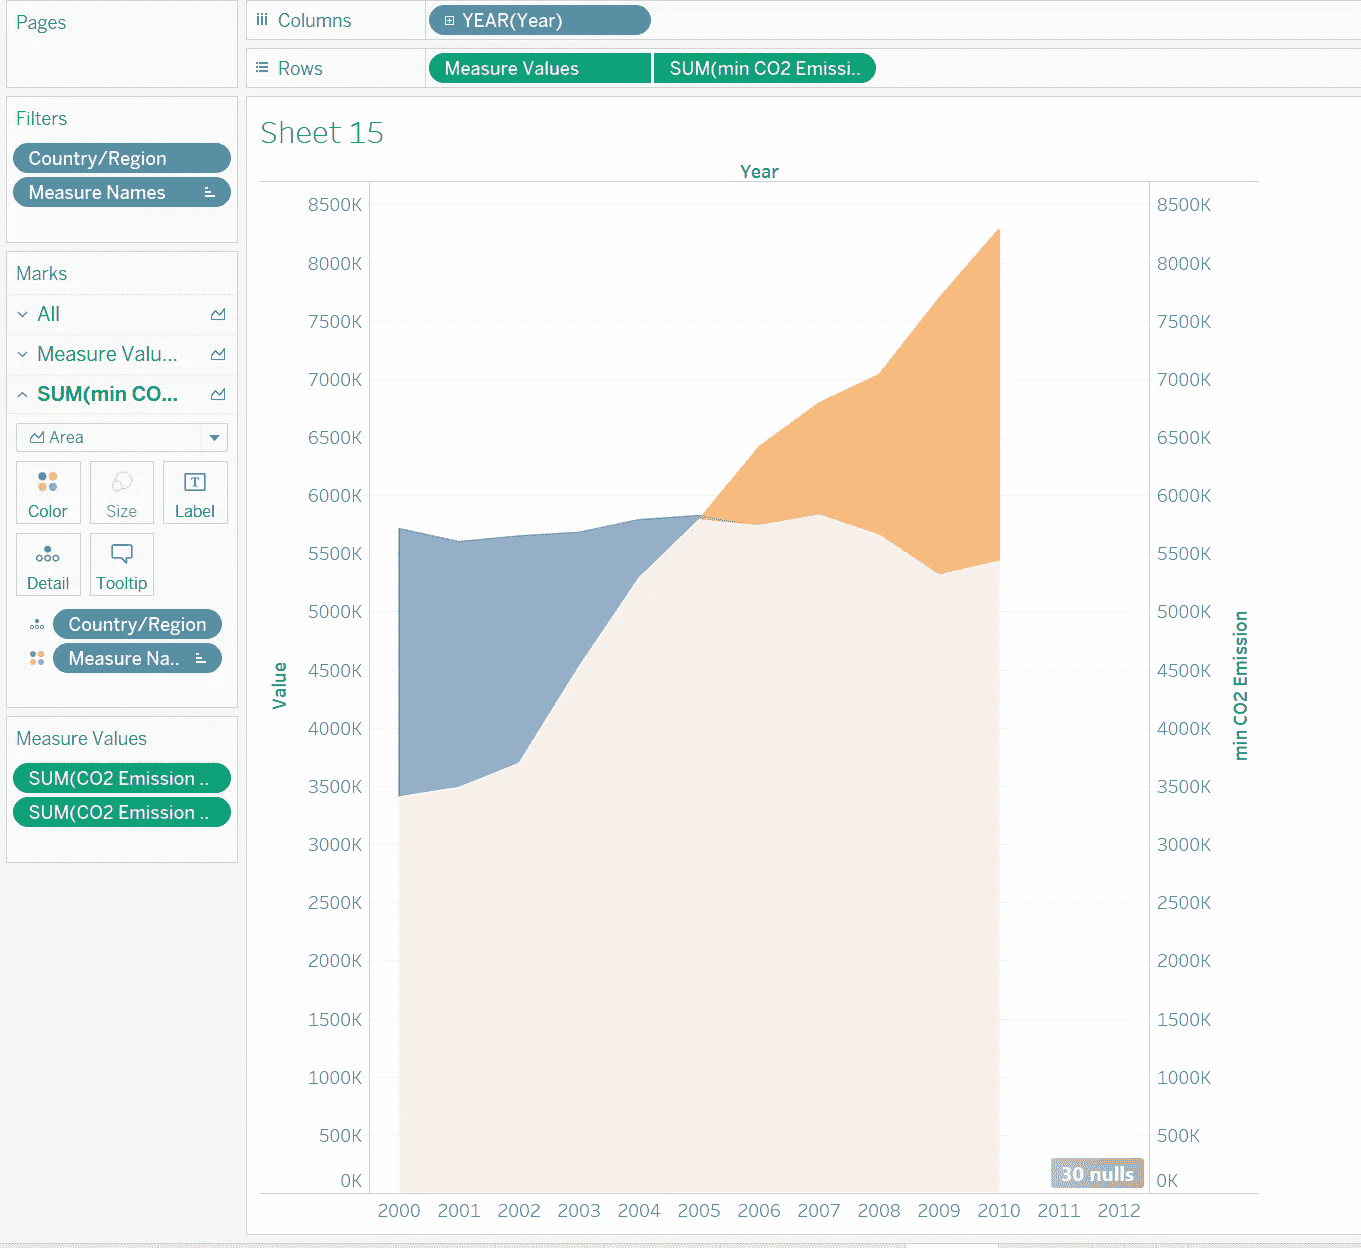 Pages
Columns
YEAR(Year)
Rows
Measure Values
SUM(min CO2 Emissi..
Filters
Country/Region
Measure Names
Marks
All
Measure Valu...
SUM(min CO...
Area
Color
Size
Label
Detail
Tooltip
Country/Region
Measure Na..
Measure Values
SUM(CO2 Emission ..
SUM(CO2 Emission ..
Sheet 15
Year
8500K
8000K
7500K
7000K
6500K
6000K
5500K
5000K
4500K
4000K
3500K
3000K
2500K
2000K
1500K
1000K
500K
0K
Value
8500K
8000K
7500K
7000K
6500K
6000K
5500K
5000K
4500K
4000K
3500K
3000K
2500K
2000K
1500K
1000K
500K
0K
min CO2 Emission
30 nulls
2000 2001 2002 2003 2004 2005 2006 2007 2008 2009 2010 2011 2012